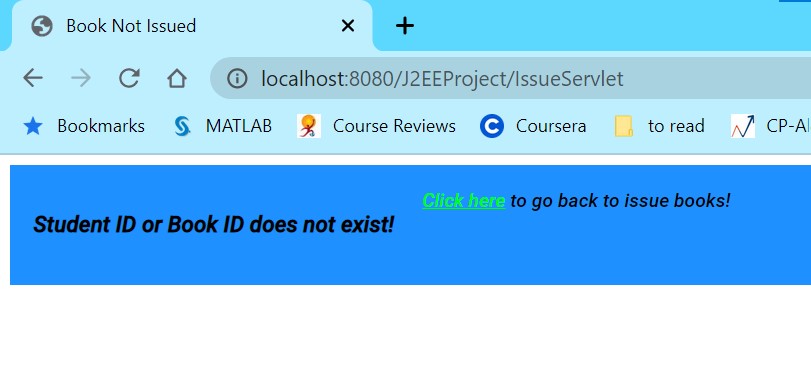 Book Not Issued
localhost:8080/J2EEProject/IssueServlet
Bookmarks MATLAB Course Reviews Coursera to read CP-Al
Click here to go back to issue books!
Student ID or Book ID does not exist!